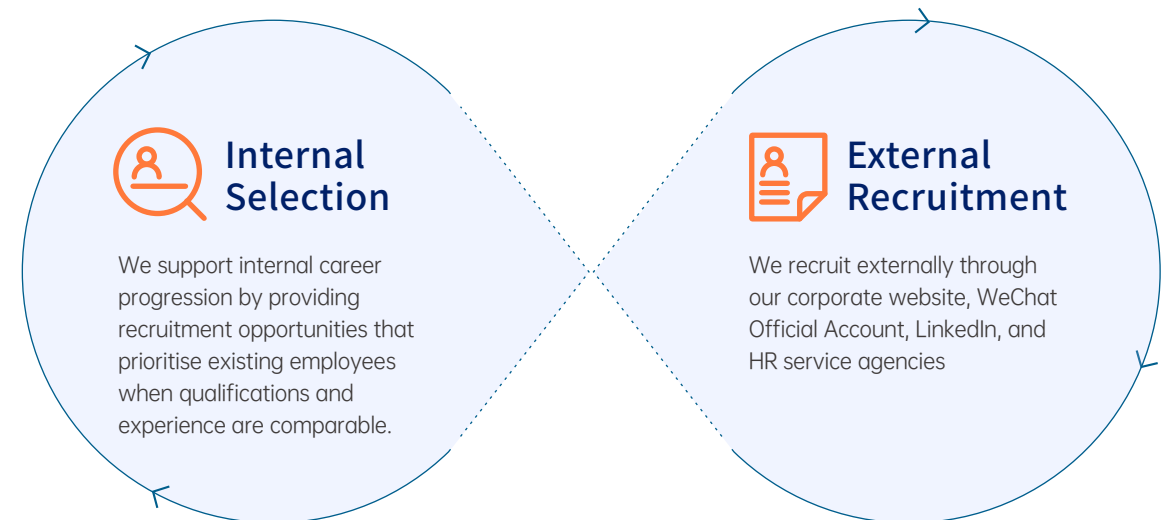 Internal
Selection
We support internal career
progression by providing
recruitment opportunities that
prioritise existing employees
when qualifications and
experience are comparable.
External
Recruitment
We recruit externally through
our corporate website, WeChat
Official Account, LinkedIn, and
HR service agencies